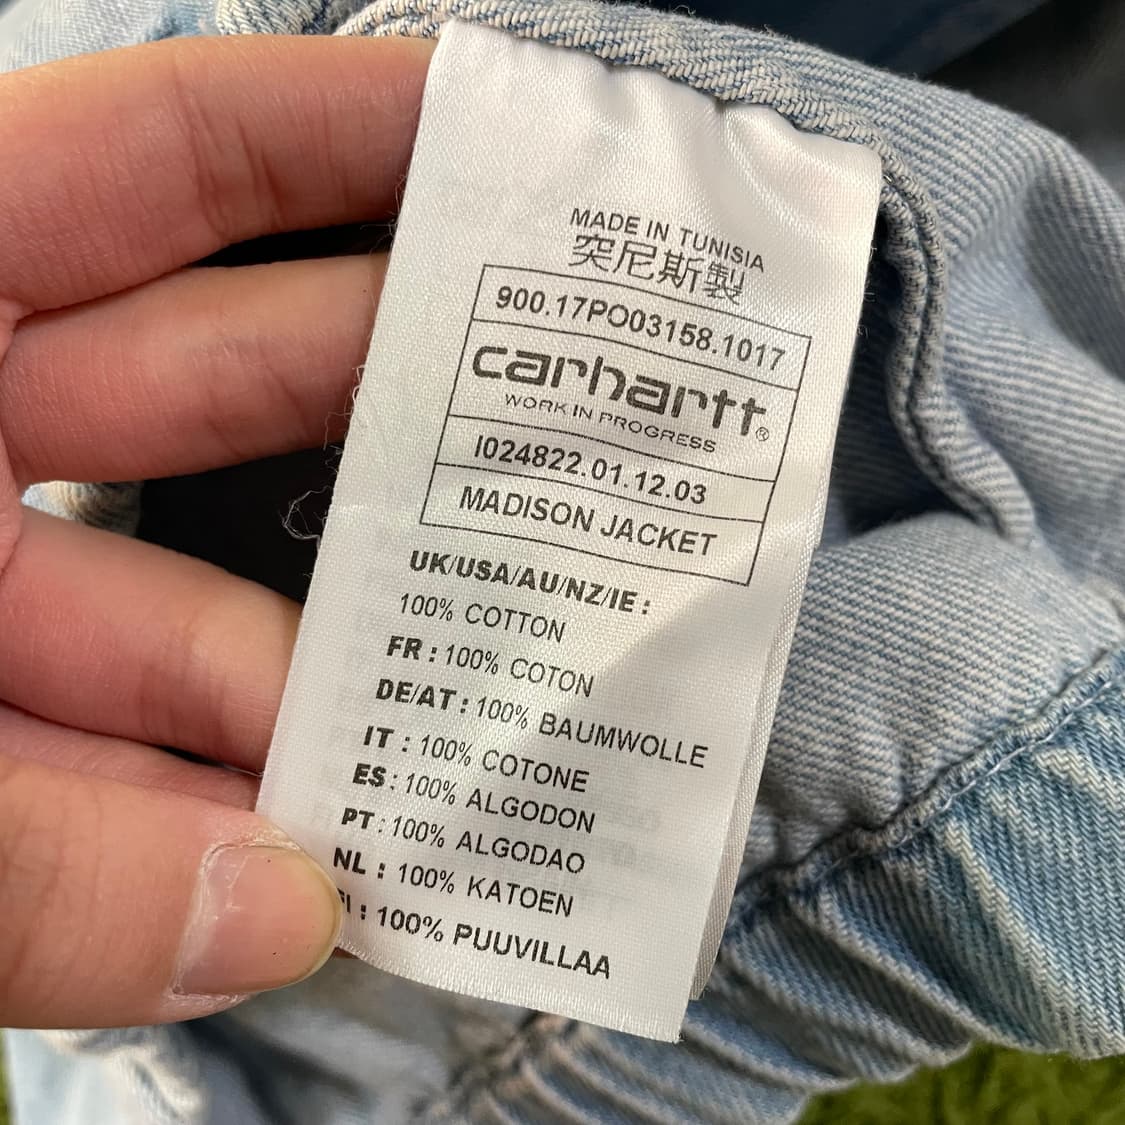 MADE IN TUNISIA
突尼斯製
900.17PO03158.1017
carhartt®
WORK IN PROGRESS
I024822.01.12.03
MADISON JACKET
UK/USA/AU/NZ/IE :
100% COTTON
FR : 100% COTON
DE/AT : 100% BAUMWOLLE
IT : 100% COTONE
ES : 100% ALGODON
PT : 100% ALGODAO
NL : 100% KATOEN
FI : 100% PUUVILLAA